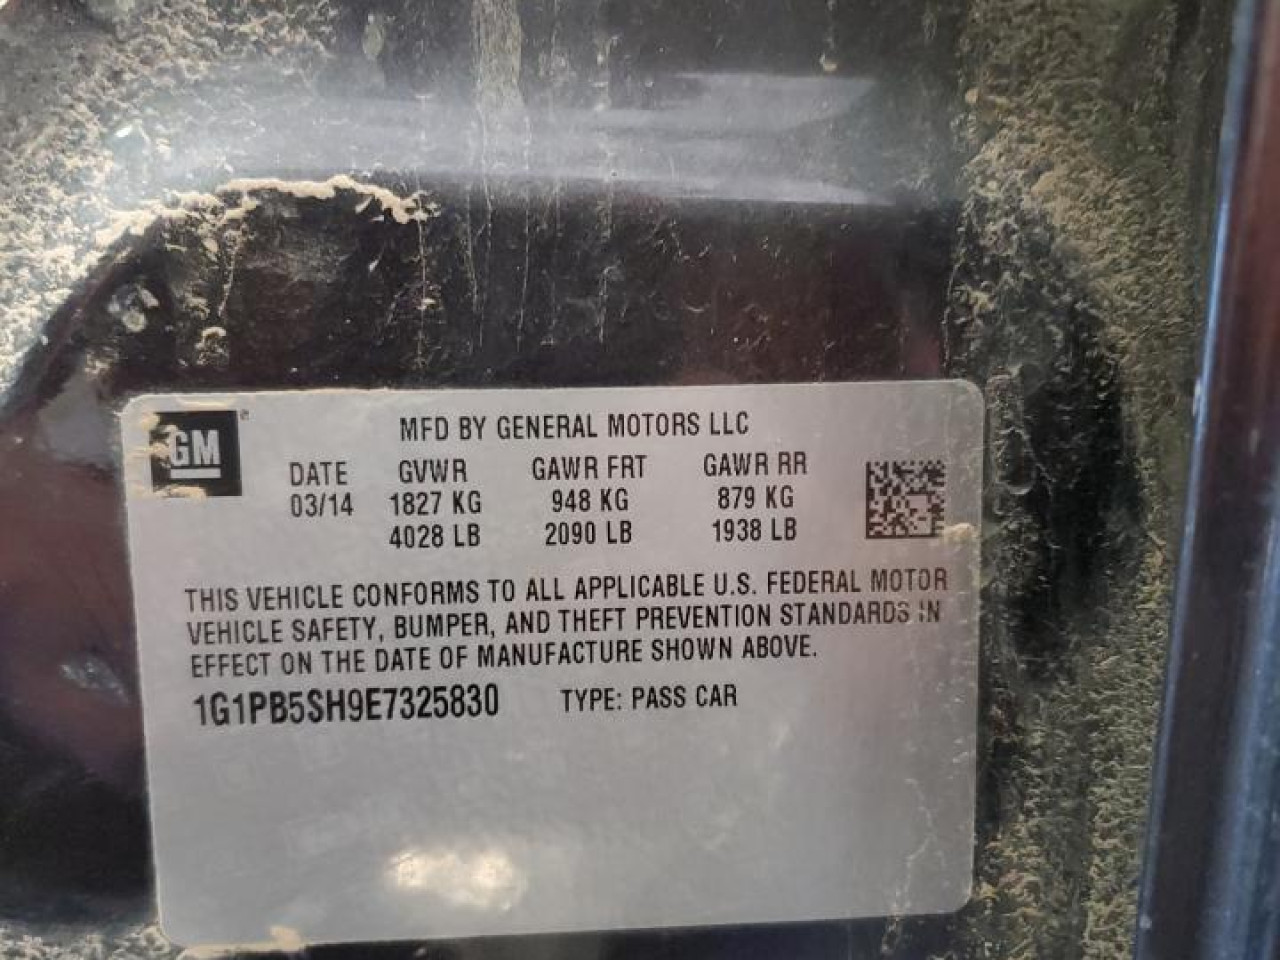 GM®
MFD BY GENERAL MOTORS LLC
DATE GVWR GAWR FRT GAWR RR
03/14 1827 KG 948 KG 879 KG
4028 LB 2090 LB 1938 LB
THIS VEHICLE CONFORMS TO ALL APPLICABLE U.S. FEDERAL MOTOR
VEHICLE SAFETY, BUMPER, AND THEFT PREVENTION STANDARDS IN
EFFECT ON THE DATE OF MANUFACTURE SHOWN ABOVE.
1G1PB5SH9E7325830 TYPE: PASS CAR